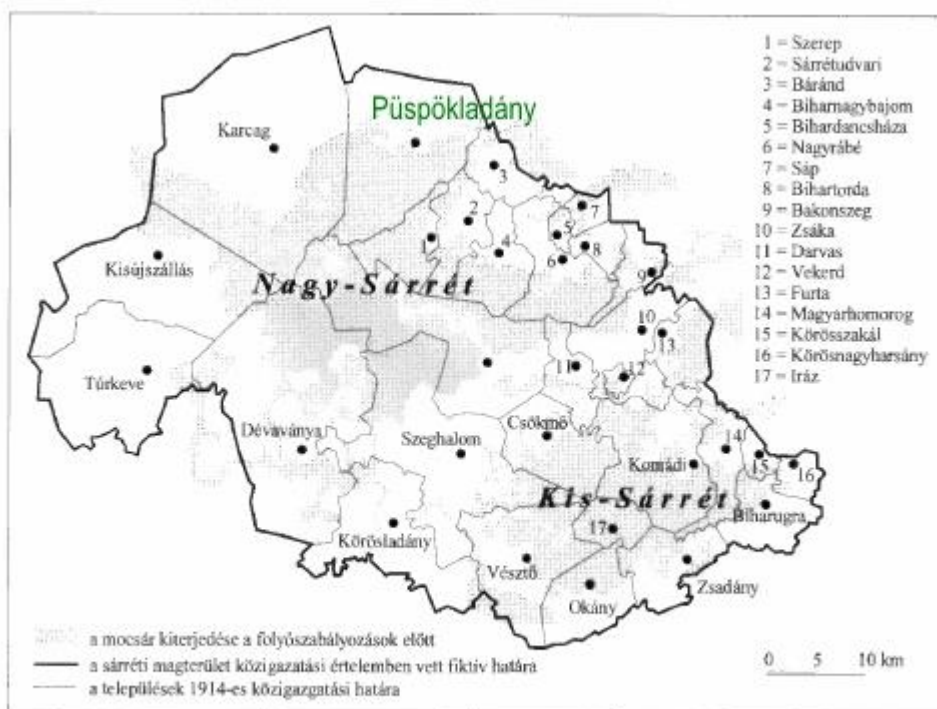 Püspökladány
Karcag
Kisújszállás
Túrkeve
Nagy-Sárrét
Dévaványa
Szeghalom
Csökmő
Komádi
Kis-Sárrét
Biharugra
Körösladány
Vésztő
Okány
Zsadány
1
2
3
4
5
6
7
8
9
10
11
12
13
14
15
16
17
1 = Szerep
2 = Sárrétudvari
3 = Báránd
4 = Biharnagybajom
5 = Bihardancsháza
6 = Nagyrábé
7 = Sáp
8 = Bihartorda
9 = Bakonszeg
10 = Zsáka
11 = Darvas
12 = Vekerd
13 = Furta
14 = Magyarhomorog
15 = Körösszakál
16 = Körösnagyharsány
17 = Iráz
a mocsár kiterjedése a folyószabályozások előtt
a sárréti magterület közigazatási értelemben vett fiktív határa
a települések 1914-es közigazgatási határa
0 5 10 km